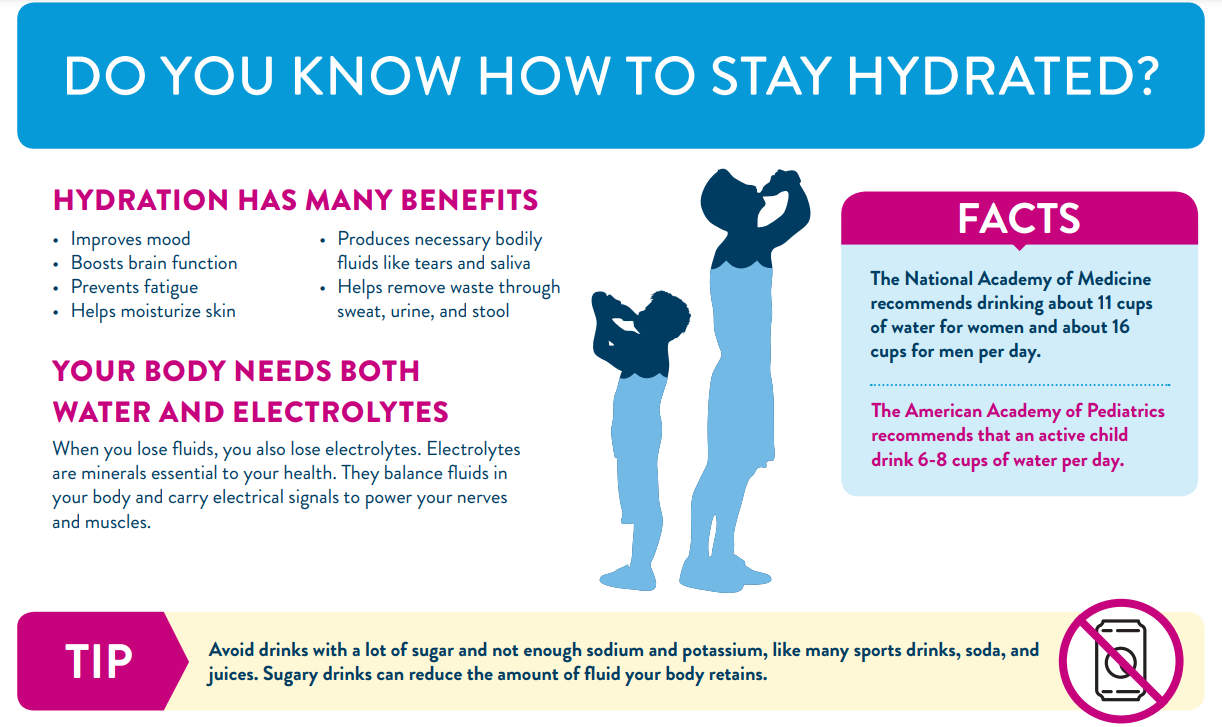 DO YOU KNOW HOW TO STAY HYDRATED?
HYDRATION HAS MANY BENEFITS
• Improves mood
• Boosts brain function
• Prevents fatigue
• Helps moisturize skin
• Produces necessary bodily
fluids like tears and saliva
• Helps remove waste through
sweat, urine, and stool
YOUR BODY NEEDS BOTH
WATER AND ELECTROLYTES
When you lose fluids, you also lose electrolytes. Electrolytes
are minerals essential to your health. They balance fluids in
your body and carry electrical signals to power your nerves
and muscles.
FACTS
The National Academy of Medicine
recommends drinking about 11 cups
of water for women and about 16
cups for men per day.
The American Academy of Pediatrics
recommends that an active child
drink 6-8 cups of water per day.
TIP
Avoid drinks with a lot of sugar and not enough sodium and potassium, like many sports drinks, soda, and
juices. Sugary drinks can reduce the amount of fluid your body retains.